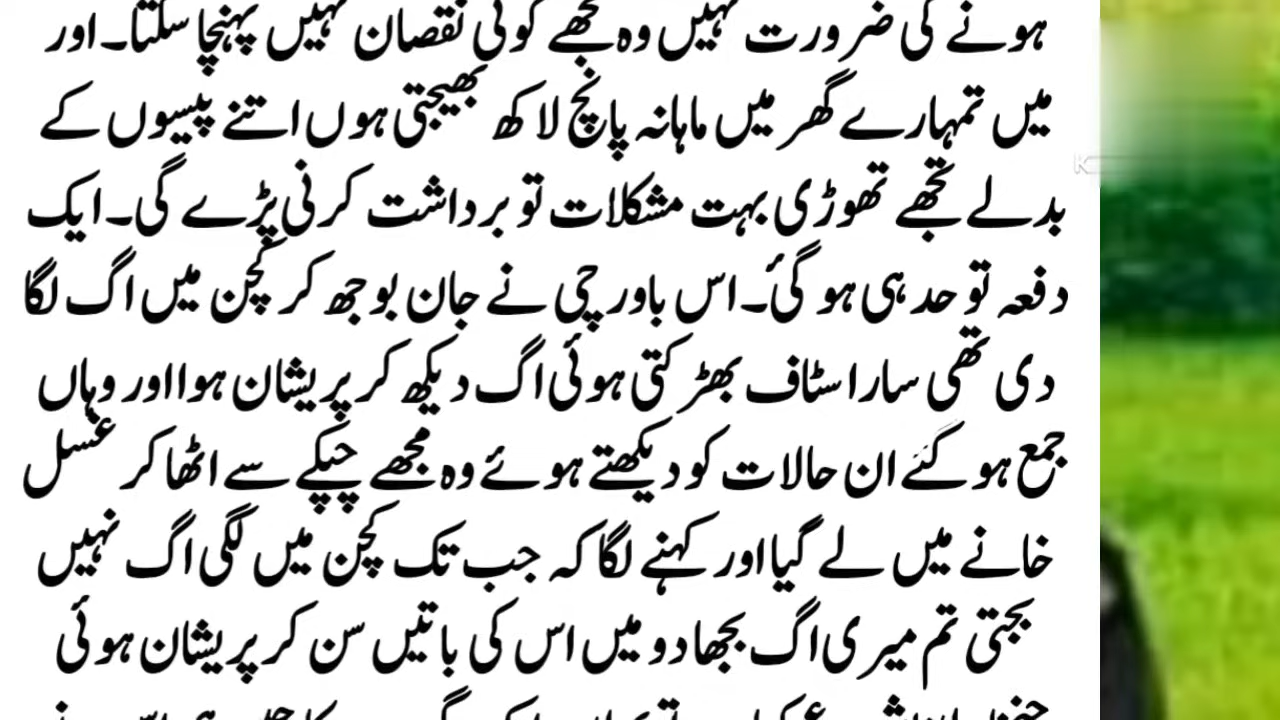 ہونے کی ضرورت نہیں وہ تجھے کوئی نقصان نہیں پہنچا سکتا۔ اور
میں تمہارے گھر میں ماہانہ پانچ لاکھ بھیجتی ہوں اتنے پیسوں کے
بدلے تجھے تھوڑی بہت مشکلات تو برداشت کرنی پڑے گی۔ ایک
دفعہ تو حد ہی ہو گئ۔ اس باورچی نے جان بوجھ کر کچن میں اگ لگا
دی تھی سارا سٹاف بھڑکتی ہوئی اگ دیکھ کر پریشان ہوا اور وہاں
جمع ہو گئے ان حالات کو دیکھتے ہوئے وہ مجھے چپکے سے اٹھا کر غسل
خانے میں لے گیا اور کہنے لگا کہ جب تک کچن میں لگی اگ نہیں
بجتی تم میری اگ بجھا دو میں اس کی باتیں سن کر پریشان ہوئی